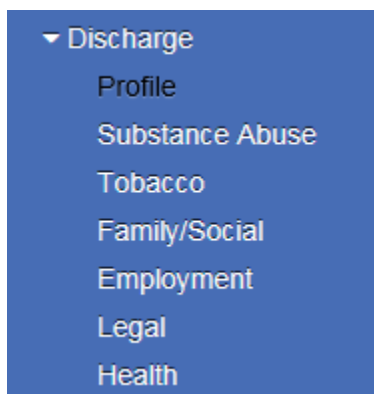 Discharge
Profile
Substance Abuse
Tobacco
Family/Social
Employment
Legal
Health